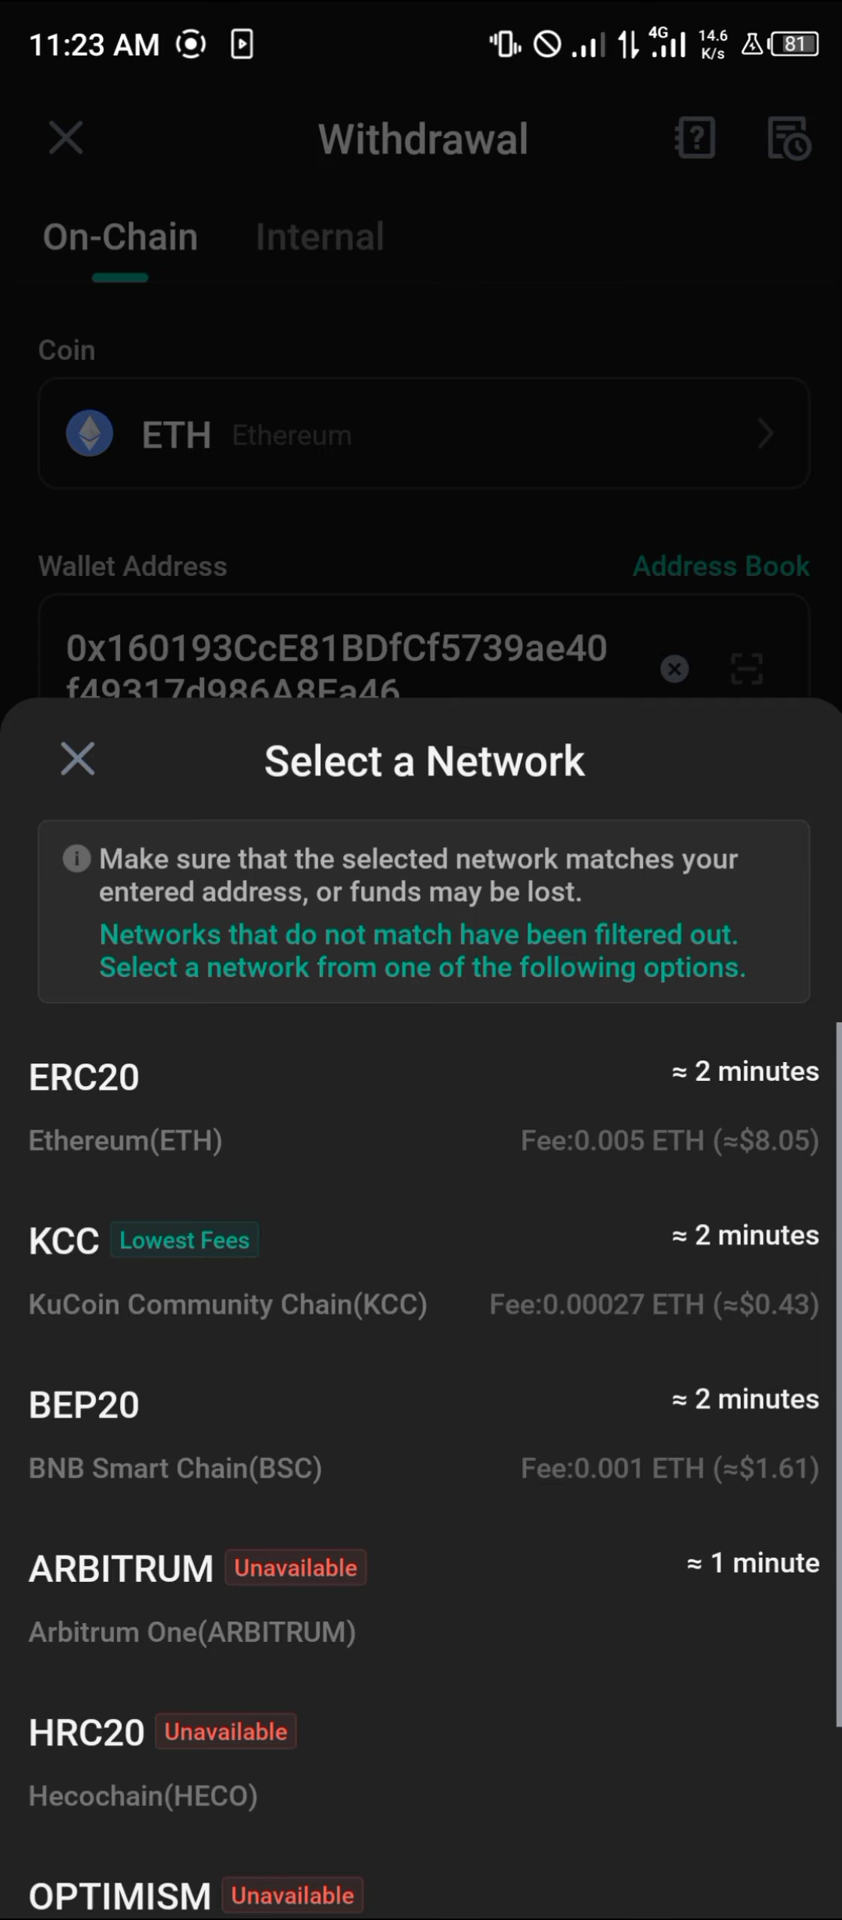 11:23 AM
4G 14.6 K/s 81
Withdrawal
On-Chain Internal
Coin
ETH Ethereum
Wallet Address Address Book
0x160193CcE81BDfCf5739ae40
f49317d986A8Ea46
Select a Network
Make sure that the selected network matches your
entered address, or funds may be lost.
Networks that do not match have been filtered out.
Select a network from one of the following options.
ERC20 ≈ 2 minutes
Ethereum(ETH) Fee:0.005 ETH (≈$8.05)
KCC Lowest Fees ≈ 2 minutes
KuCoin Community Chain(KCC) Fee:0.00027 ETH (≈$0.43)
BEP20 ≈ 2 minutes
BNB Smart Chain(BSC) Fee:0.001 ETH (≈$1.61)
ARBITRUM Unavailable ≈ 1 minute
Arbitrum One(ARBITRUM)
HRC20 Unavailable
Hecochain(HECO)
OPTIMISM Unavailable